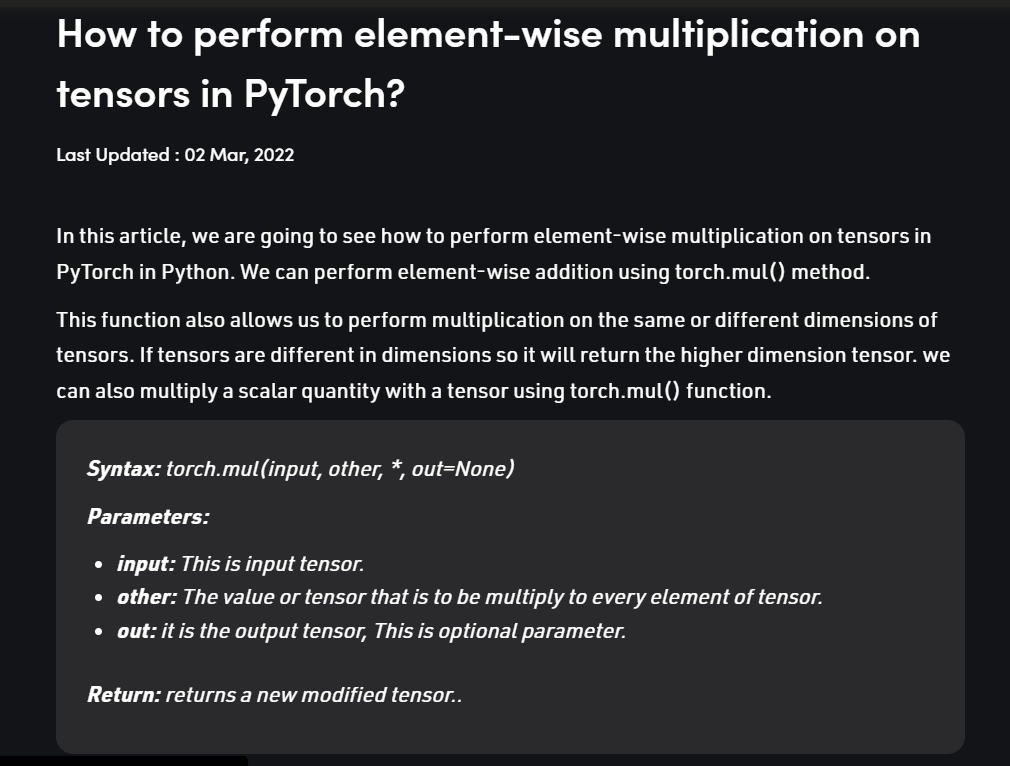 How to perform element-wise multiplication on
tensors in PyTorch?
Last Updated : 02 Mar, 2022
In this article, we are going to see how to perform element-wise multiplication on tensors in
PyTorch in Python. We can perform element-wise addition using torch.mul() method.
This function also allows us to perform multiplication on the same or different dimensions of
tensors. If tensors are different in dimensions so it will return the higher dimension tensor. we
can also multiply a scalar quantity with a tensor using torch.mul() function.
Syntax: torch.mul(input, other, *, out=None)
Parameters:
• input: This is input tensor.
• other: The value or tensor that is to be multiply to every element of tensor.
• out: it is the output tensor, This is optional parameter.
Return: returns a new modified tensor..